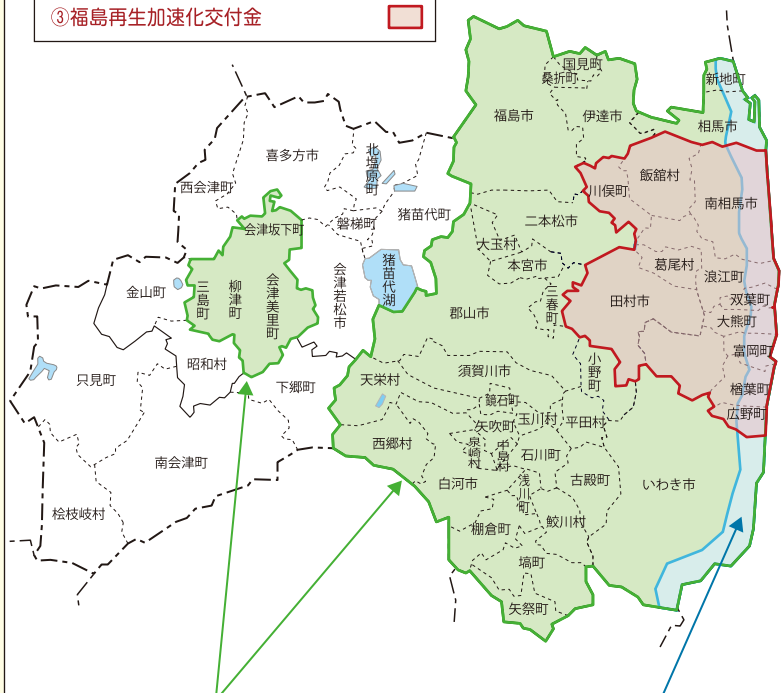 ③福島再生加速化交付金
国見町
桑折町
新地町
福島市
伊達市
相馬市
喜多方市
北塩原町
西会津町
飯舘村
川俣町
南相馬市
猪苗代町
磐梯町
会津坂下町
二本松市
大玉村
本宮市
葛尾村
浪江町
猪苗代湖
会津若松市
金山町
三島町
柳津町
会津美里町
三春町
田村市
双葉町
郡山市
大熊町
富岡町
昭和村
只見町
下郷町
天栄村
須賀川市
小野町
楢葉町
鏡石町
広野町
玉川村
平田村
矢吹町
西郷村
泉崎村
中島村
石川町
南会津町
白河市
浅川町
古殿町
いわき市
桧枝岐村
棚倉町
鮫川村
塙町
矢祭町